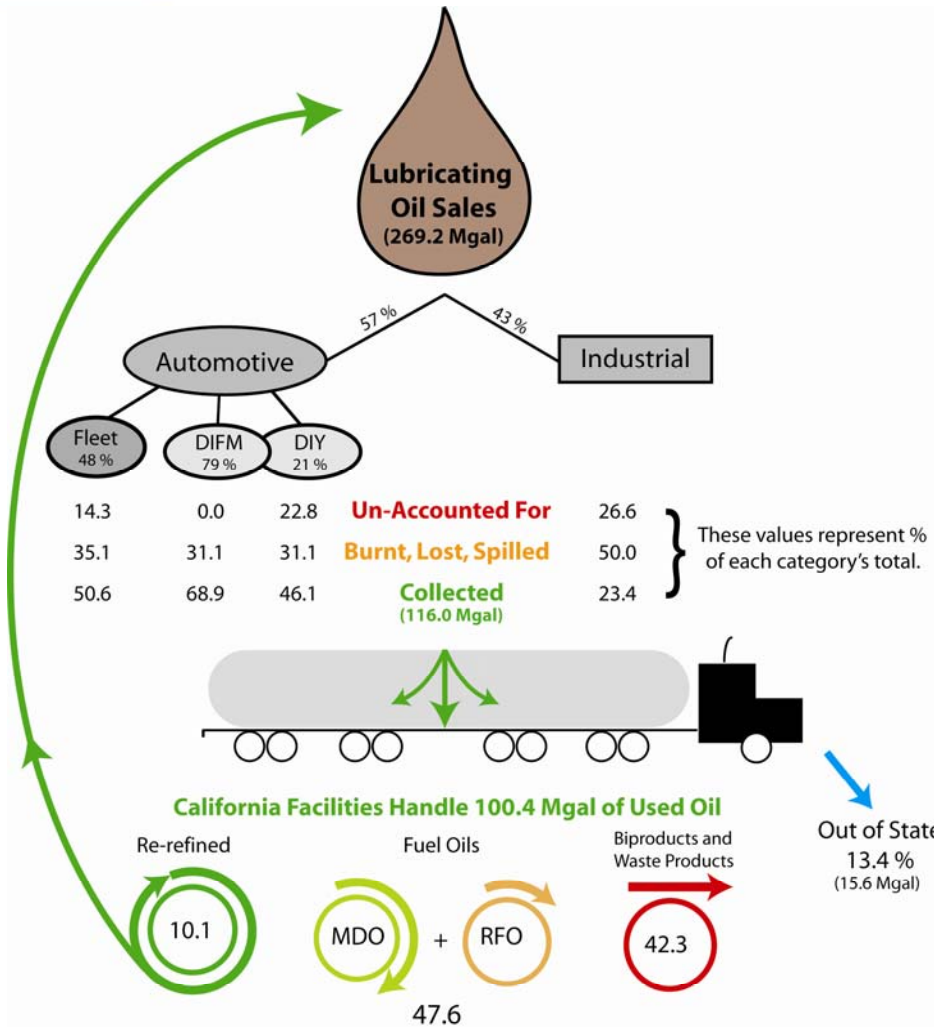 Lubricating
Oil Sales
(269.2 Mgal)
57 %
43 %
Automotive
Industrial
Fleet
48 %
DIFM
79 %
DIY
21 %
14.3 0.0 22.8 Un-Accounted For 26.6
35.1 31.1 31.1 Burnt, Lost, Spilled 50.0
50.6 68.9 46.1 Collected 23.4
(116.0 Mgal)
These values represent %
of each category's total.
California Facilities Handle 100.4 Mgal of Used Oil
Re-refined
Fuel Oils
Biproducts and
Waste Products
Out of State
13.4 %
(15.6 Mgal)
10.1
MDO + RFO
42.3
47.6